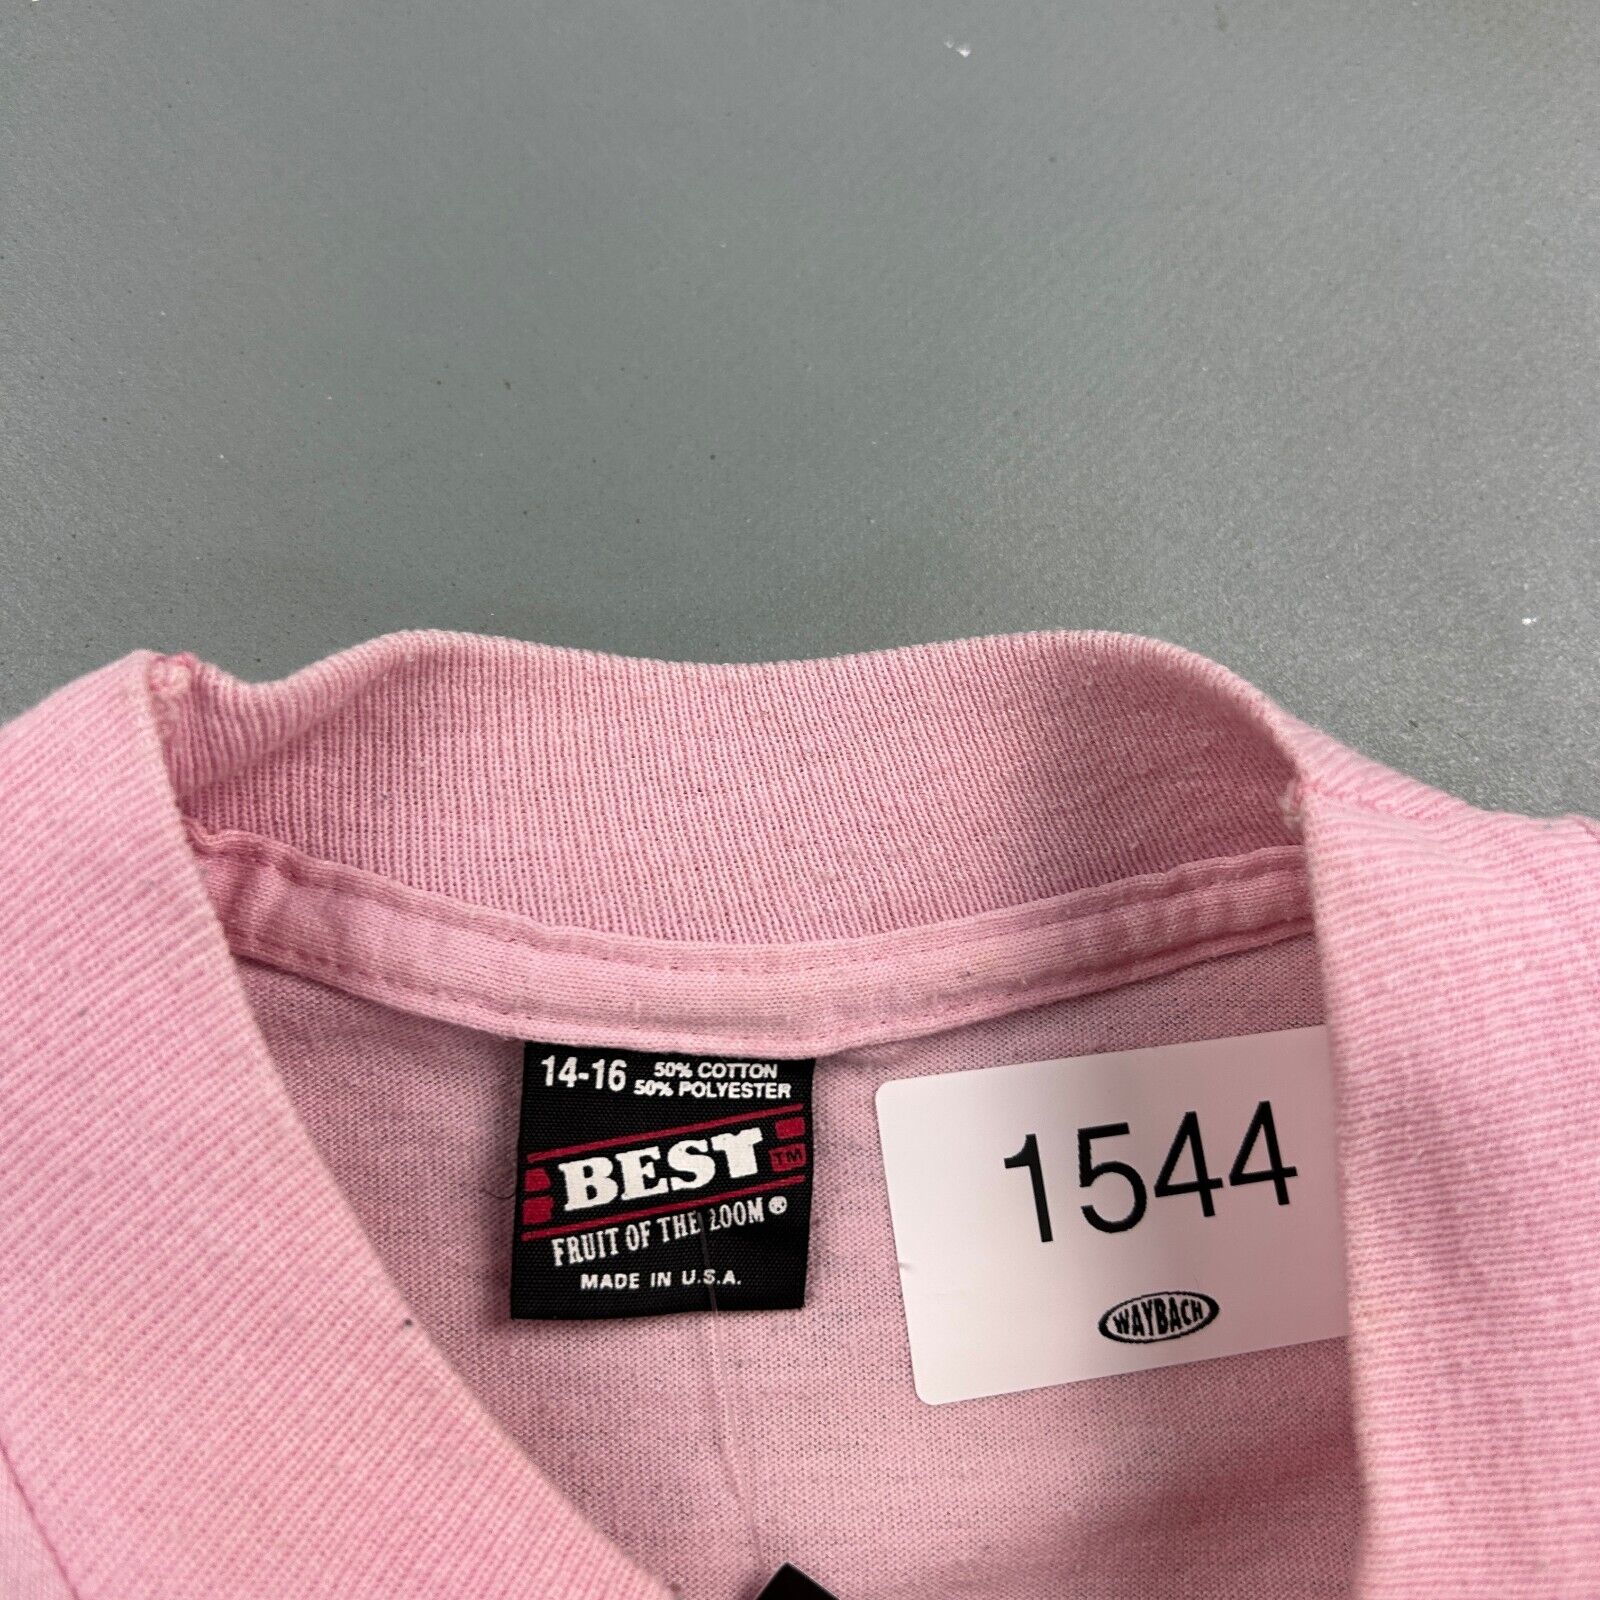 14-16 50% COTTON
50% POLYESTER
BEST TM
FRUIT OF THE LOOM ®
MADE IN U.S.A.
1544
WAYBACH